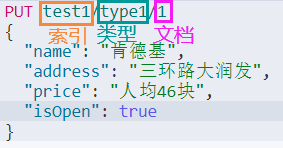 PUT test1/type1/1
索引 类型 文档
{
"name": "肯德基",
"address": "三环路大润发",
"price": "人均46块",
"isOpen": true
}